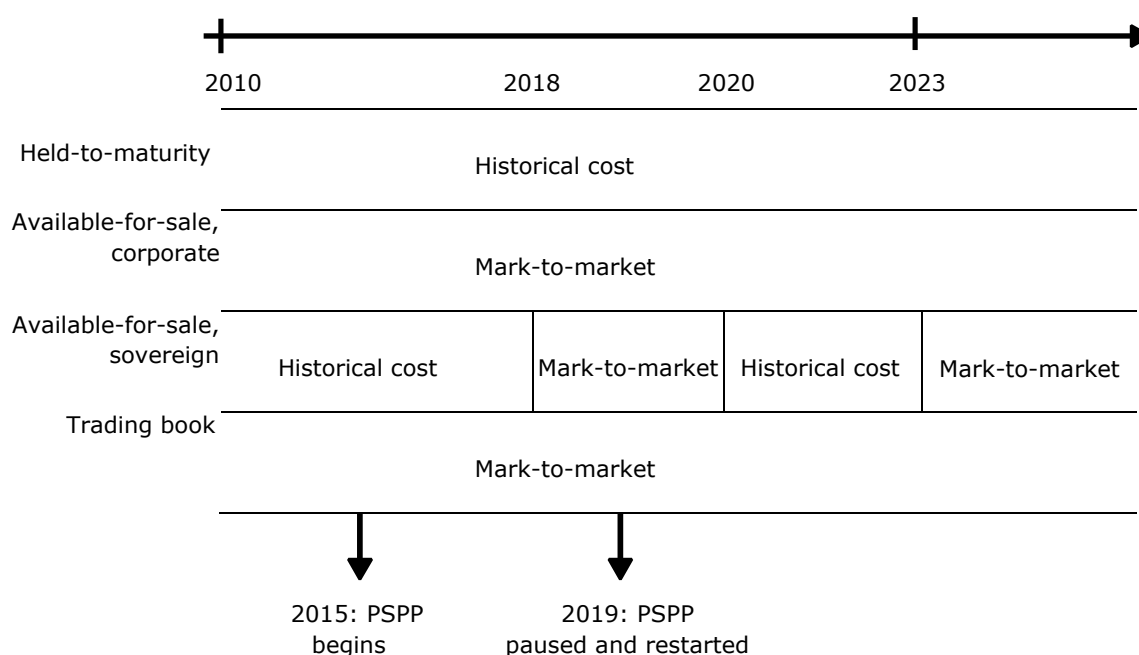 2010 2018 2020 2023
Held-to-maturity
Historical cost
Available-for-sale,
corporate
Mark-to-market
Available-for-sale,
sovereign
Historical cost Mark-to-market Historical cost Mark-to-market
Trading book
Mark-to-market
2015: PSPP
begins
2019: PSPP
paused and restarted